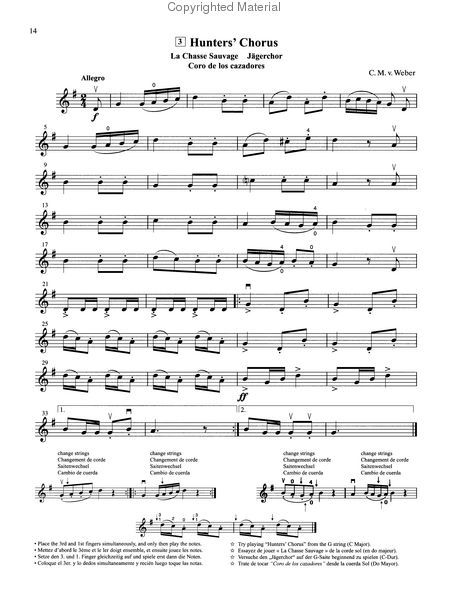 Copyrighted Material
14
3 Hunters' Chorus
La Chasse Sauvage Jägerchor
Coro de los cazadores
Allegro
C. M. v. Weber
f
5
9
13
17
21
25
29
ff
33
1.
2.
change strings
Changement de corde
Saitenwechsel
Cambio de cuerda
change strings
Changement de corde
Saitenwechsel
Cambio de cuerda
change strings
Changement de corde
Saitenwechsel
Cambio de cuerda
change strings
Changement de corde
Saitenwechsel
Cambio de cuerda
• Place the 3rd and 1st fingers simultaneously, and only then play the notes.
• Mettez d'abord le 3ème et le 1er doigt ensemble, et ensuite jouez les notes.
• Setze den 3. und 1. Finger gleichzeitig auf und spiele erst dann die Noten.
• Coloque el 3er. y 1o dedos simultaneamente y recién luego toque las notas.
☆ Try playing "Hunters' Chorus" from the G string (C Major).
☆ Essayez de jouer « La Chasse Sauvage » de la corde sol (en do majeur).
☆ Versuche den „Jägerchor“ auf der G-Saite beginnend zu spielen (C-Dur).
☆ Trate de tocar "Coro de los cazadores" desde la cuerda Sol (Do Mayor).
Copyrighted Material